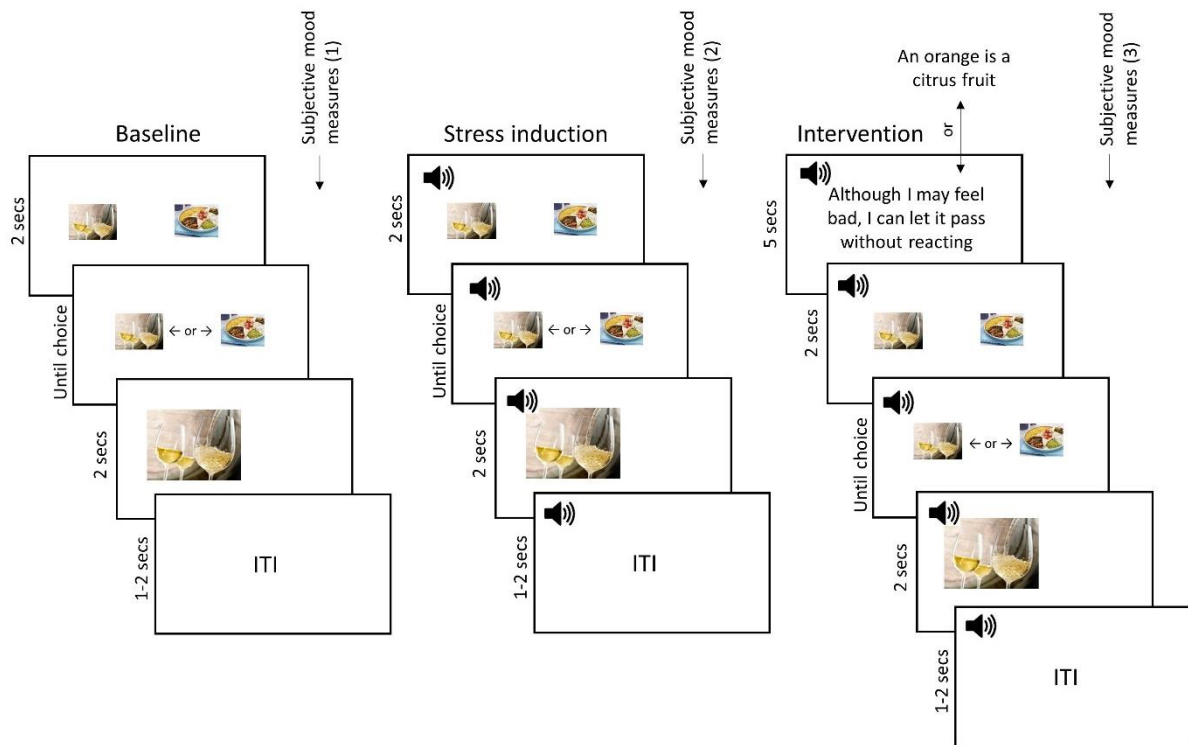 Baseline
Subjective mood
measures (1)
2 secs
← or →
Until choice
2 secs
ITI
1-2 secs
Stress induction
Subjective mood
measures (2)
2 secs
← or →
Until choice
2 secs
ITI
1-2 secs
Intervention
An orange is a
citrus fruit
or
Although I may feel
bad, I can let it pass
without reacting
Subjective mood
measures (3)
5 secs
2 secs
← or →
Until choice
2 secs
ITI
1-2 secs